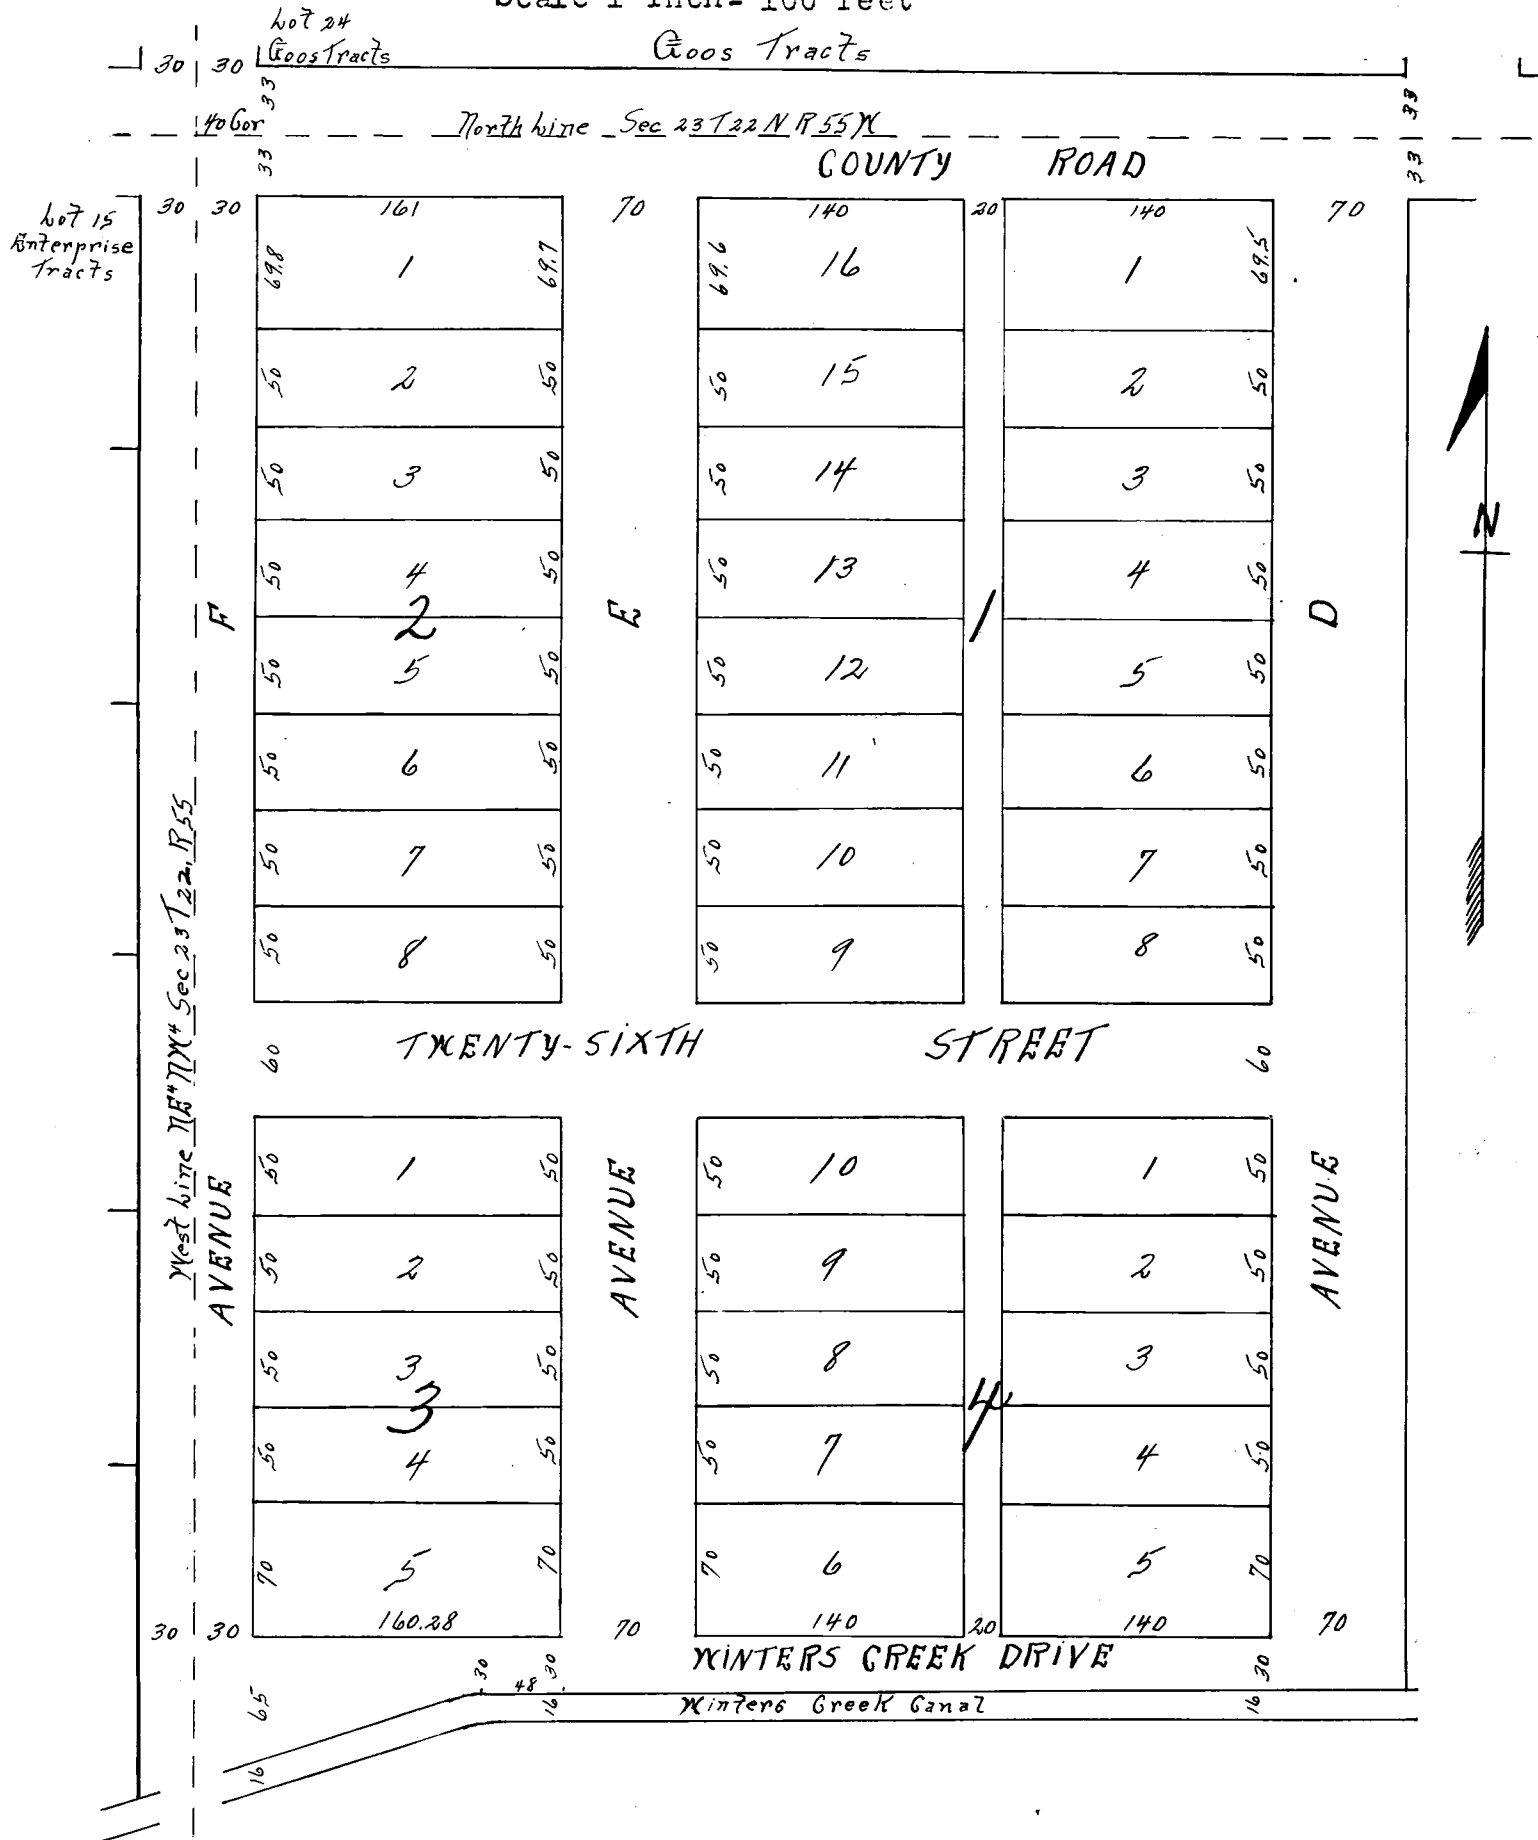 Scale 1 Inch= 100 feet
Lot 24
Goos Tracts
Goos Tracts
30 30
33 33
40 Cor North Line Sec 23 T 22 N R 55 W
33 33
COUNTY ROAD
Lot 15
Enterprise
Tracts
30 30 161 70 140 20 140 70
69.8 1 69.7 69.6 16 1 69.5
50 2 50 50 15 2 50
50 3 50 50 14 3 50
50 4 50 50 13 4 50
F 2 E 1 D
50 5 50 50 12 5 50
N
50 6 50 50 11 6 50
50 7 50 50 10 7 50
50 8 50 50 9 8 50
West Line NE4 NW4 Sec 23 T 22, R 55
TWENTY-SIXTH STREET
60 60
50 1 50 50 10 1 50
AVENUE AVENUE AVENUE
50 2 50 50 9 2 50
50 3 50 50 8 3 50
3 4
50 4 50 50 7 4 50
70 5 70 70 6 5 70
30 30 160.28 70 140 20 140 70
WINTERS CREEK DRIVE
65 30 48 30 30
16 16 16
Winters Creek Canal